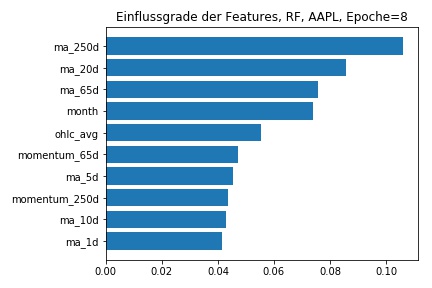 Einflussgrade der Features, RF, AAPL, Epoche=8
ma_250d
ma_20d
ma_65d
month
ohlc_avg
momentum_65d
ma_5d
momentum_250d
ma_10d
ma_1d
0.00 0.02 0.04 0.06 0.08 0.10